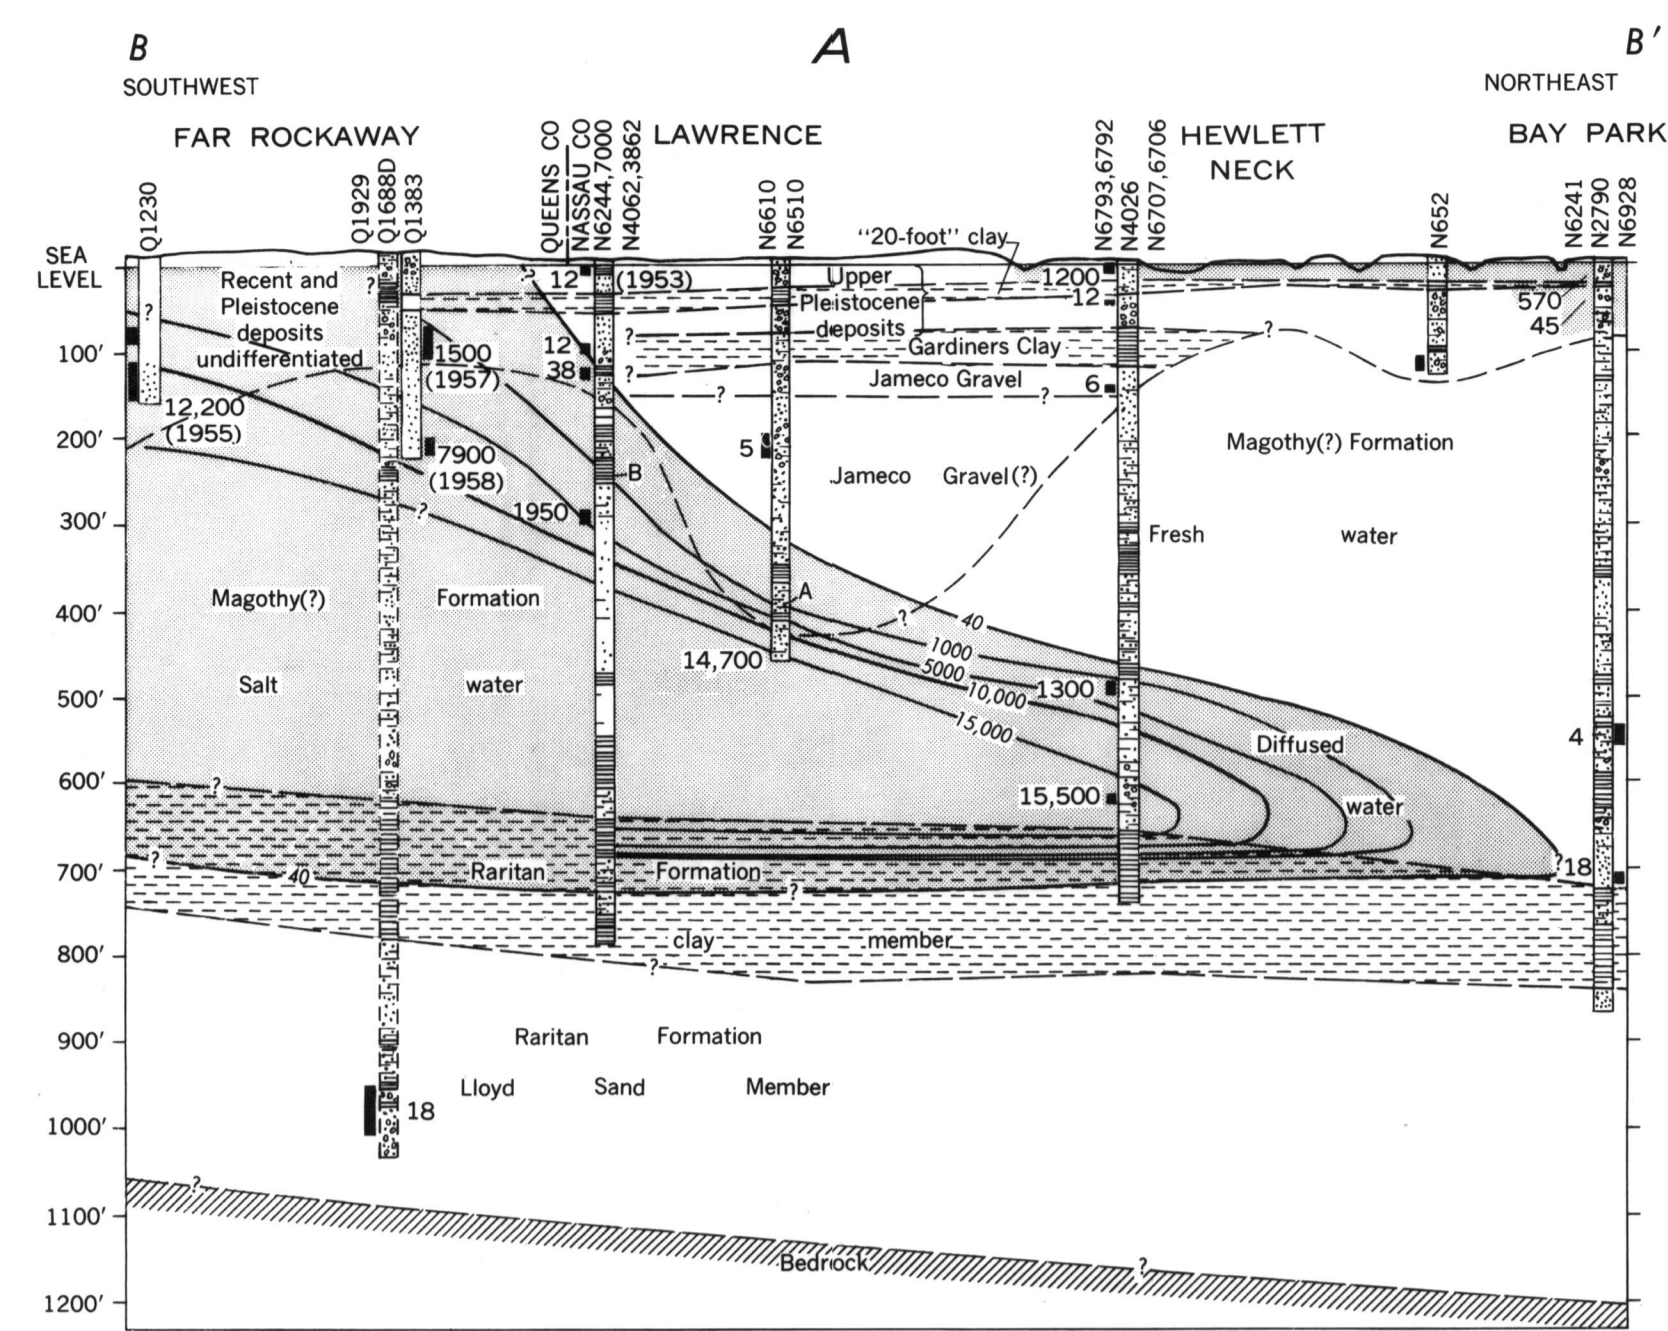 B
A
B'
SOUTHWEST
NORTHEAST
FAR ROCKAWAY
LAWRENCE
HEWLETT
NECK
BAY PARK
Q1230
Q1929
Q1688D
Q1383
QUEENS CO
NASSAU CO
N6244,7000
N4062,3862
N6610
N6510
N6793,6792
N4026
N6707,6706
N1652
N6241
N2790
N6928
SEA
LEVEL
100'
200'
300'
400'
500'
600'
700'
800'
900'
1000'
1100'
1200'
Recent and
Pleistocene
deposits
undifferentiated
?
?
?
12
(1953)
"20-foot" clay
Upper
Pleistocene
deposits
1200
12
570
45
12
38
1500
(1957)
?
?
Gardiners Clay
?
Jameco Gravel
6
?
?
12,200
(1955)
7900
(1958)
B
5
Jameco Gravel(?)
Magothy(?) Formation
1950
?
Fresh water
Magothy(?) Formation
A
?
40
1000
5000
10,000
15,000
14,700
1300
Salt water
Diffused
water
4
15,500
?
?
40
Raritan Formation
?
?
18
clay member
?
Raritan Formation
Lloyd Sand Member
18
?
Bedrock
?